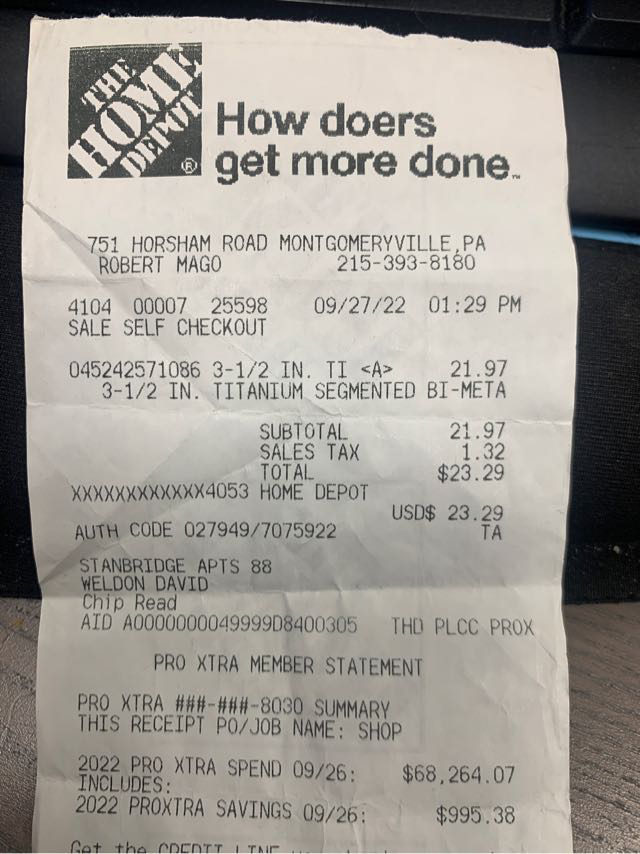 THE
HOME
DEPOT
®
How doers
get more done™
751 HORSHAM ROAD MONTGOMERYVILLE,PA
ROBERT MAGO 215-393-8180
4104 00007 25598 09/27/22 01:29 PM
SALE SELF CHECKOUT
045242571086 3-1/2 IN. TI <A> 21.97
3-1/2 IN. TITANIUM SEGMENTED BI-META
SUBTOTAL 21.97
SALES TAX 1.32
TOTAL $23.29
XXXXXXXXXXXX4053 HOME DEPOT
USD$ 23.29
AUTH CODE 027949/7075922 TA
STANBRIDGE APTS 88
WELDON DAVID
Chip Read
AID A0000000049999D8400305 THD PLCC PROX
PRO XTRA MEMBER STATEMENT
PRO XTRA ###-###-8030 SUMMARY
THIS RECEIPT PO/JOB NAME: SHOP
2022 PRO XTRA SPEND 09/26: $68,264.07
INCLUDES:
2022 PROXTRA SAVINGS 09/26: $995.38
Get the CREDIT LINE